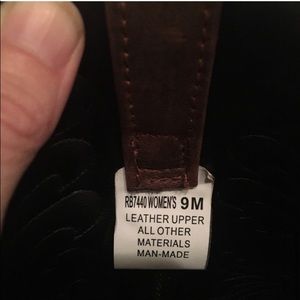 RB7440 WOMEN'S 9M
LEATHER UPPER
ALL OTHER
MATERIALS
MAN-MADE